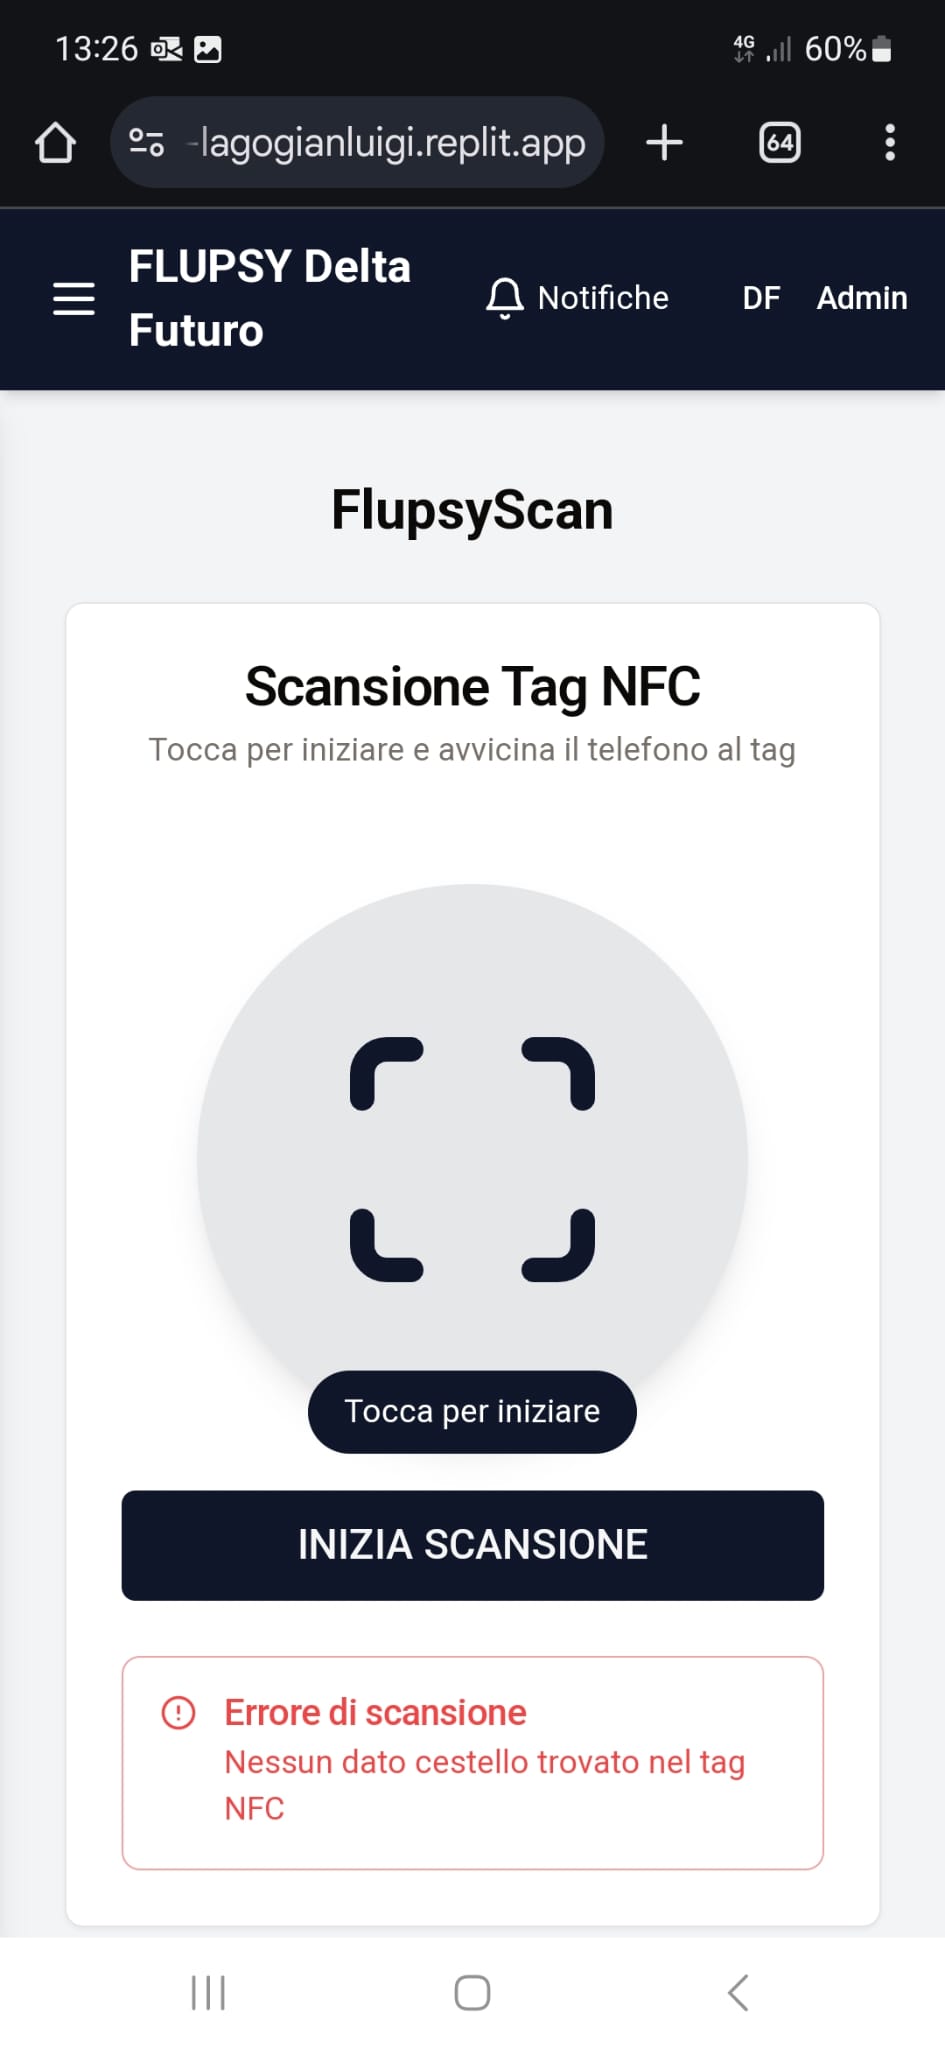 13:26
4G 60%
-lagogianluigi.replit.app
64
FLUPSY Delta
Futuro
Notifiche
DF
Admin
FlupsyScan
Scansione Tag NFC
Tocca per iniziare e avvicina il telefono al tag
Tocca per iniziare
INIZIA SCANSIONE
Errore di scansione
Nessun dato cestello trovato nel tag
NFC